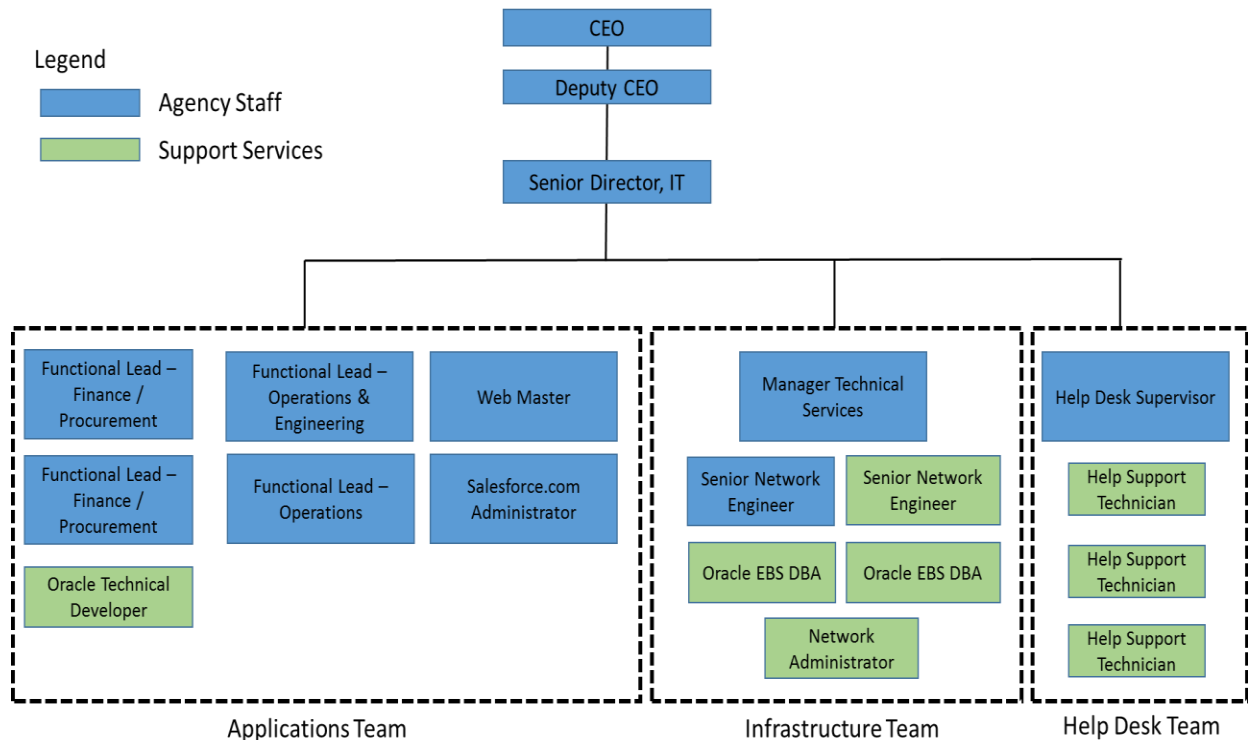 CEO
Legend
Deputy CEO
Agency Staff
Support Services
Senior Director, IT
Functional Lead –
Finance /
Procurement
Functional Lead –
Operations &
Engineering
Web Master
Functional Lead –
Finance /
Procurement
Functional Lead –
Operations
Salesforce.com
Administrator
Oracle Technical
Developer
Applications Team
Manager Technical
Services
Senior Network
Engineer
Senior Network
Engineer
Oracle EBS DBA
Oracle EBS DBA
Network
Administrator
Infrastructure Team
Help Desk Supervisor
Help Support
Technician
Help Support
Technician
Help Support
Technician
Help Desk Team